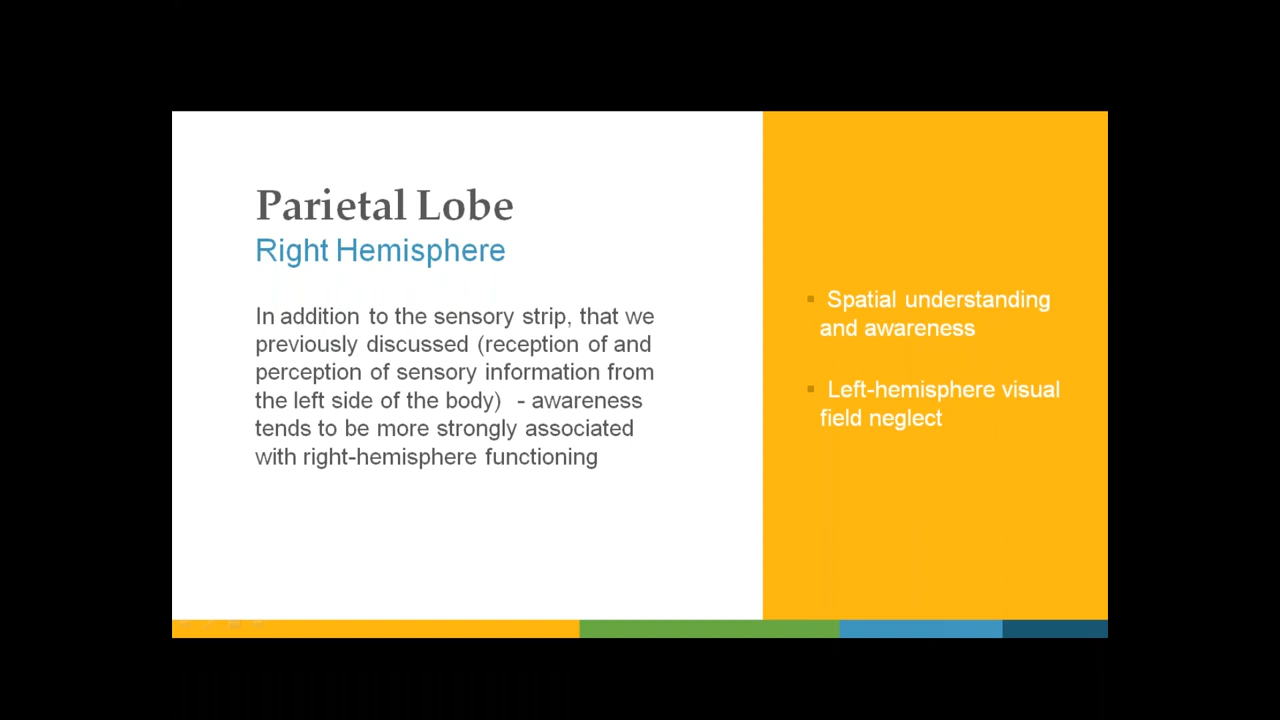 Parietal Lobe
Right Hemisphere
In addition to the sensory strip, that we
previously discussed (reception of and
perception of sensory information from
the left side of the body)  - awareness
tends to be more strongly associated
with right-hemisphere functioning
▪ Spatial understanding
and awareness
▪ Left-hemisphere visual
field neglect